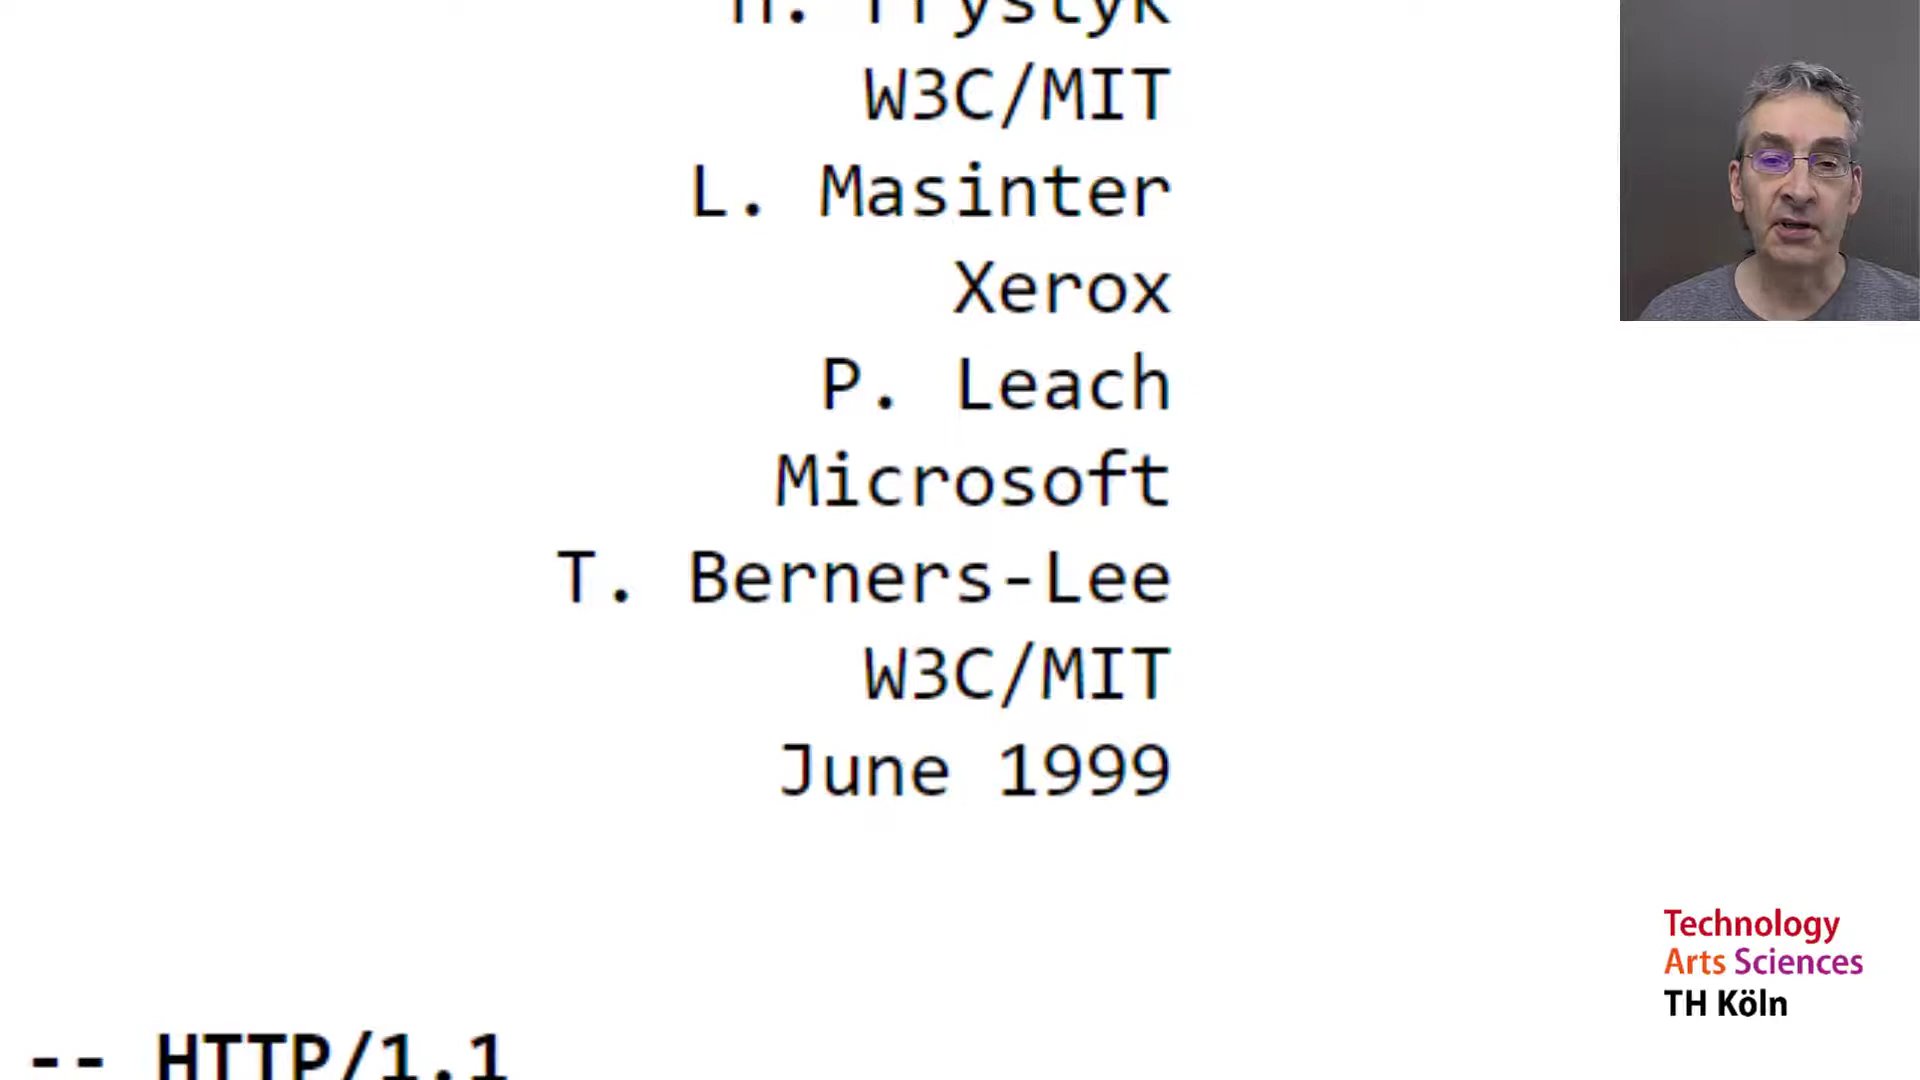 H. Frystyk
W3C/MIT
L. Masinter
Xerox
P. Leach
Microsoft
T. Berners-Lee
W3C/MIT
June 1999
-- HTTP/1.1
Technology
Arts Sciences
TH Köln